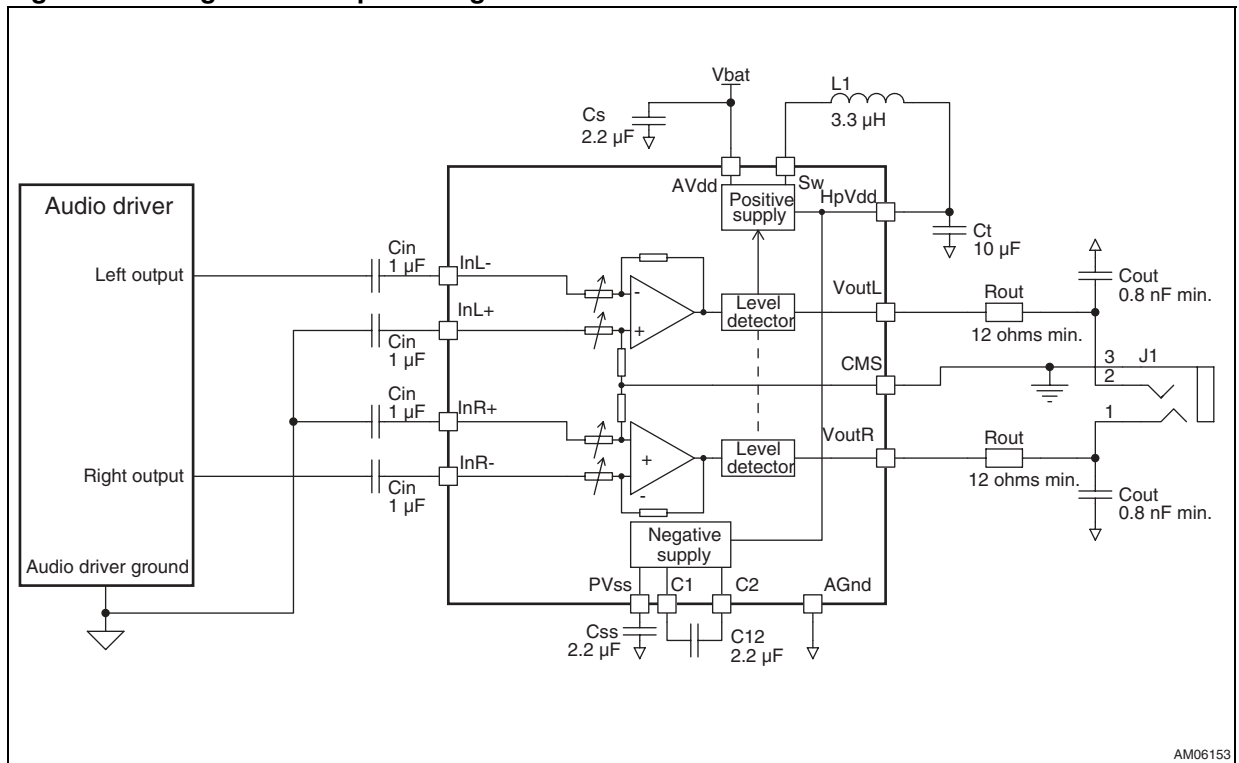 Vbat
L1
3.3 µH
Cs
2.2 µF
AVdd
Sw
HpVdd
Positive
supply
Ct
10 µF
Audio driver
Left output
Cin
1 µF
InL-
-
Level
detector
VoutL
Rout
12 ohms min.
Cout
0.8 nF min.
Cin
1 µF
InL+
+
CMS
3
J1
2
Cin
1 µF
InR+
+
1
Level
detector
VoutR
Rout
12 ohms min.
Cout
0.8 nF min.
Right output
Cin
1 µF
InR-
-
Negative
supply
Audio driver ground
PVss
C1
C2
AGnd
Css
2.2 µF
C12
2.2 µF
AM06153